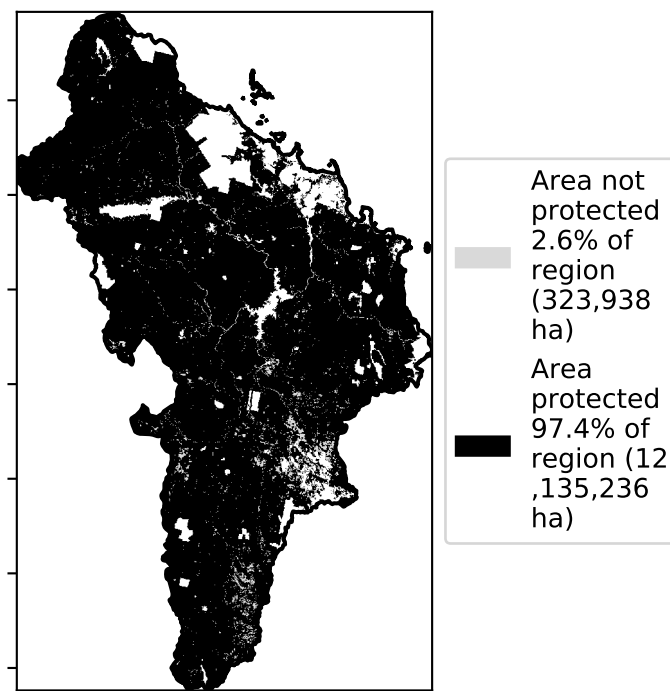 Area not
protected
2.6% of
region
(323,938
ha)
Area
protected
97.4% of
region (12
,135,236
ha)